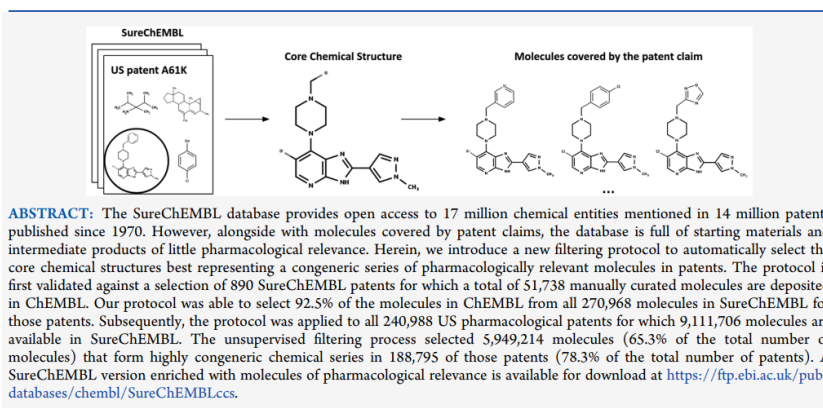 SureChEMBL
US patent A61K
Core Chemical Structure
Molecules covered by the patent claim
N
N
N
N
NH
N
N
CH₃
...
ABSTRACT: The SureChEMBL database provides open access to 17 million chemical entities mentioned in 14 million patent
published since 1970. However, alongside with molecules covered by patent claims, the database is full of starting materials an
intermediate products of little pharmacological relevance. Herein, we introduce a new filtering protocol to automatically select th
core chemical structures best representing a congeneric series of pharmacologically relevant molecules in patents. The protocol i
first validated against a selection of 890 SureChEMBL patents for which a total of 51,738 manually curated molecules are deposite
in ChEMBL. Our protocol was able to select 92.5% of the molecules in ChEMBL from all 270,968 molecules in SureChEMBL fo
those patents. Subsequently, the protocol was applied to all 240,988 US pharmacological patents for which 9,111,706 molecules ar
available in SureChEMBL. The unsupervised filtering process selected 5,949,214 molecules (65.3% of the total number o
molecules) that form highly congeneric chemical series in 188,795 of those patents (78.3% of the total number of patents).
SureChEMBL version enriched with molecules of pharmacological relevance is available for download at https://ftp.ebi.ac.uk/pub
databases/chembl/SureChEMBLccs.